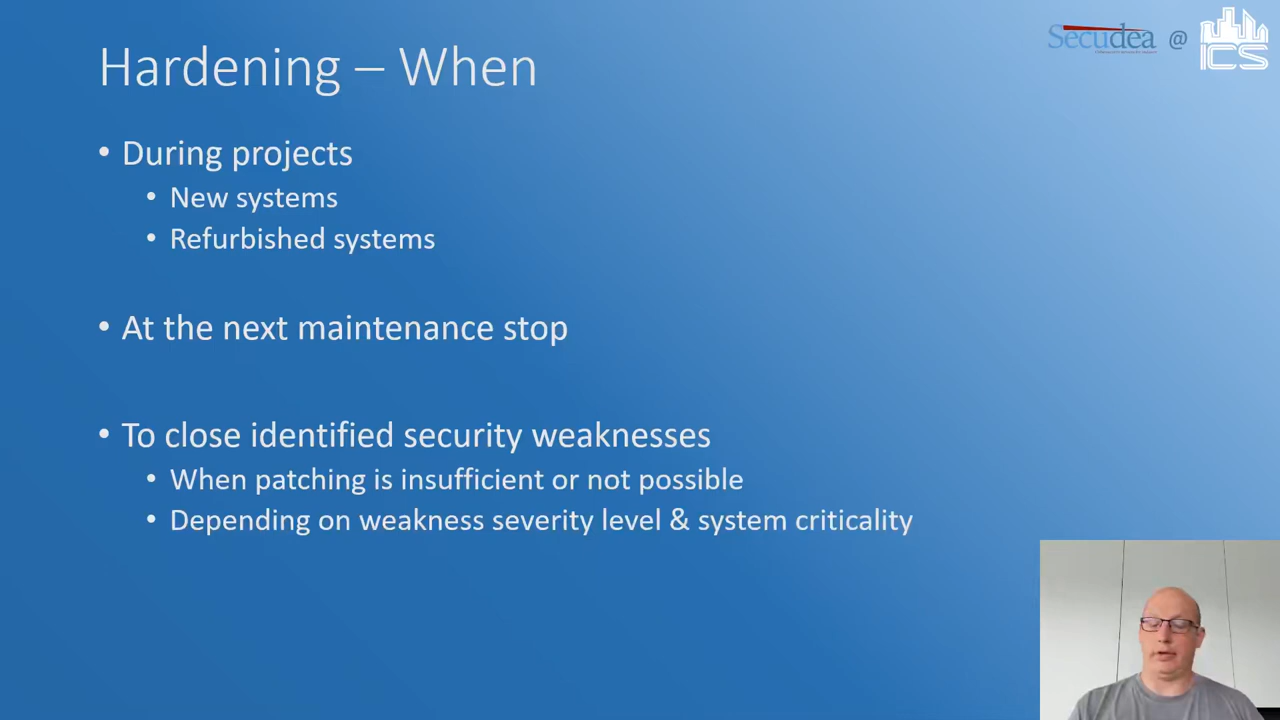 Hardening – When
Secudea @ ICS
• During projects
• New systems
• Refurbished systems
• At the next maintenance stop
• To close identified security weaknesses
• When patching is insufficient or not possible
• Depending on weakness severity level & system criticality